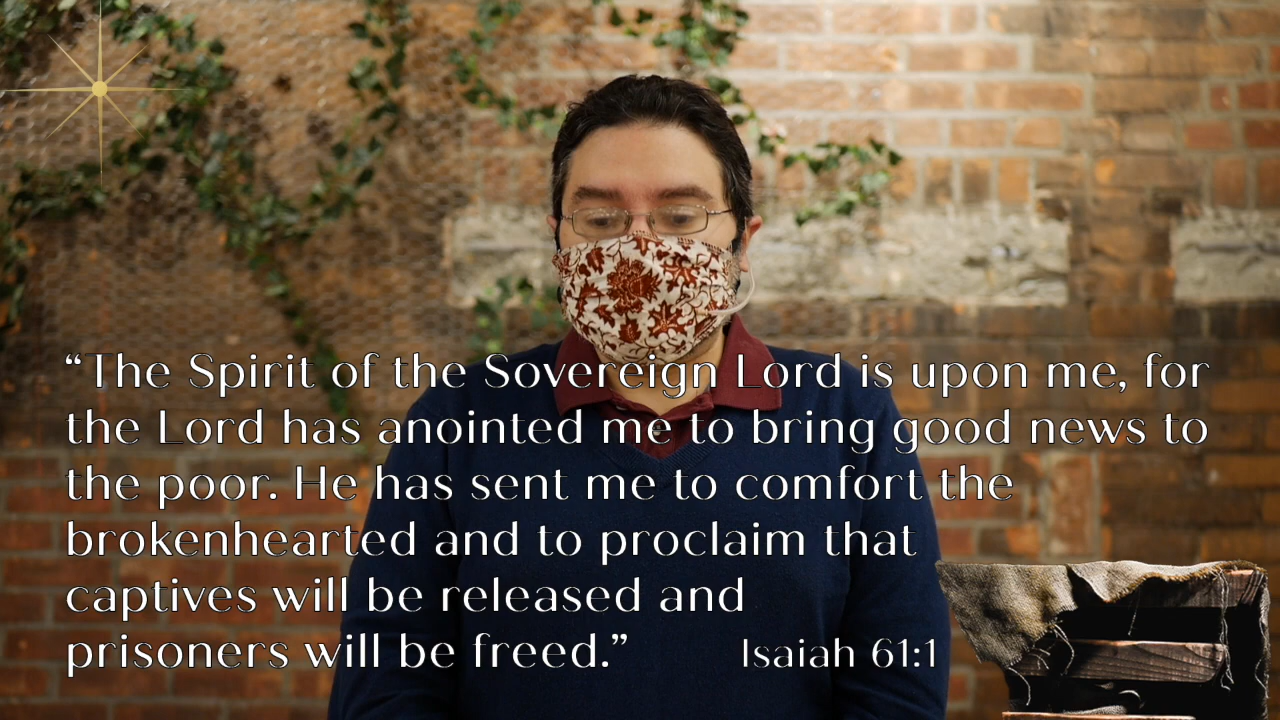 “The Spirit of the Sovereign Lord is upon me, for
the Lord has anointed me to bring good news to
the poor. He has sent me to comfort the
brokenhearted and to proclaim that
captives will be released and
prisoners will be freed.” Isaiah 61:1